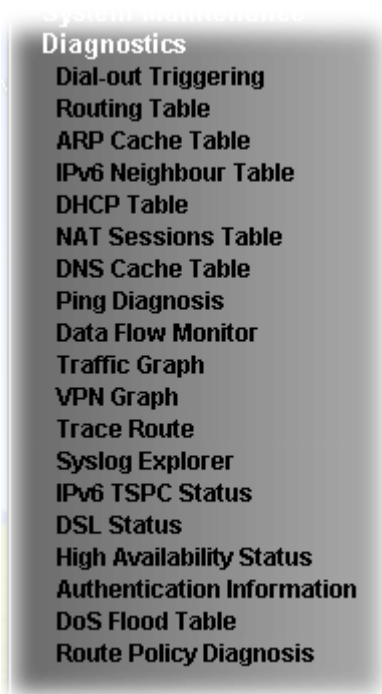 System Maintenance
Diagnostics
Dial-out Triggering
Routing Table
ARP Cache Table
IPv6 Neighbour Table
DHCP Table
NAT Sessions Table
DNS Cache Table
Ping Diagnosis
Data Flow Monitor
Traffic Graph
VPN Graph
Trace Route
Syslog Explorer
IPv6 TSPC Status
DSL Status
High Availability Status
Authentication Information
DoS Flood Table
Route Policy Diagnosis